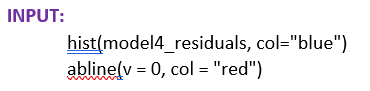 INPUT:
hist(model4_residuals, col="blue")
abline(v = 0, col = "red")